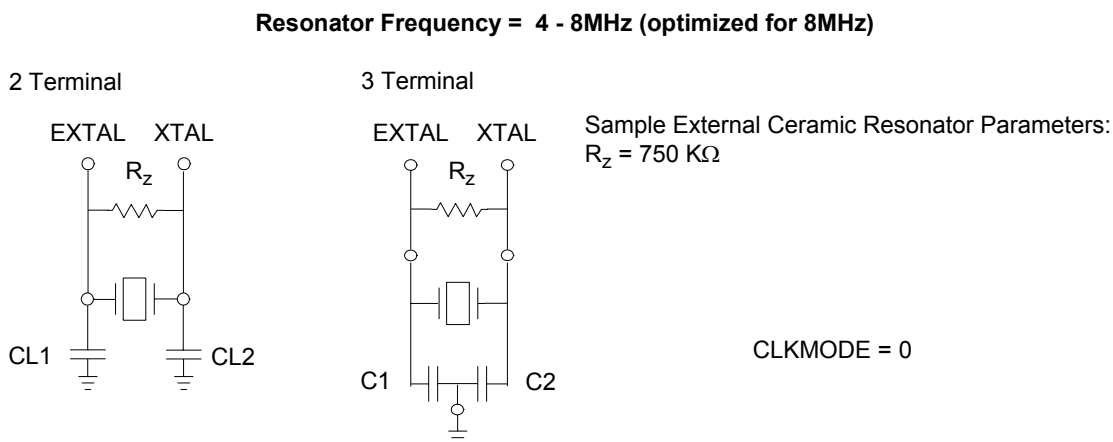 Resonator Frequency = 4 - 8MHz (optimized for 8MHz)
2 Terminal
3 Terminal
EXTAL XTAL
EXTAL XTAL
Sample External Ceramic Resonator Parameters:
Rz = 750 KΩ
Rz
Rz
CL1
CL2
C1
C2
CLKMODE = 0